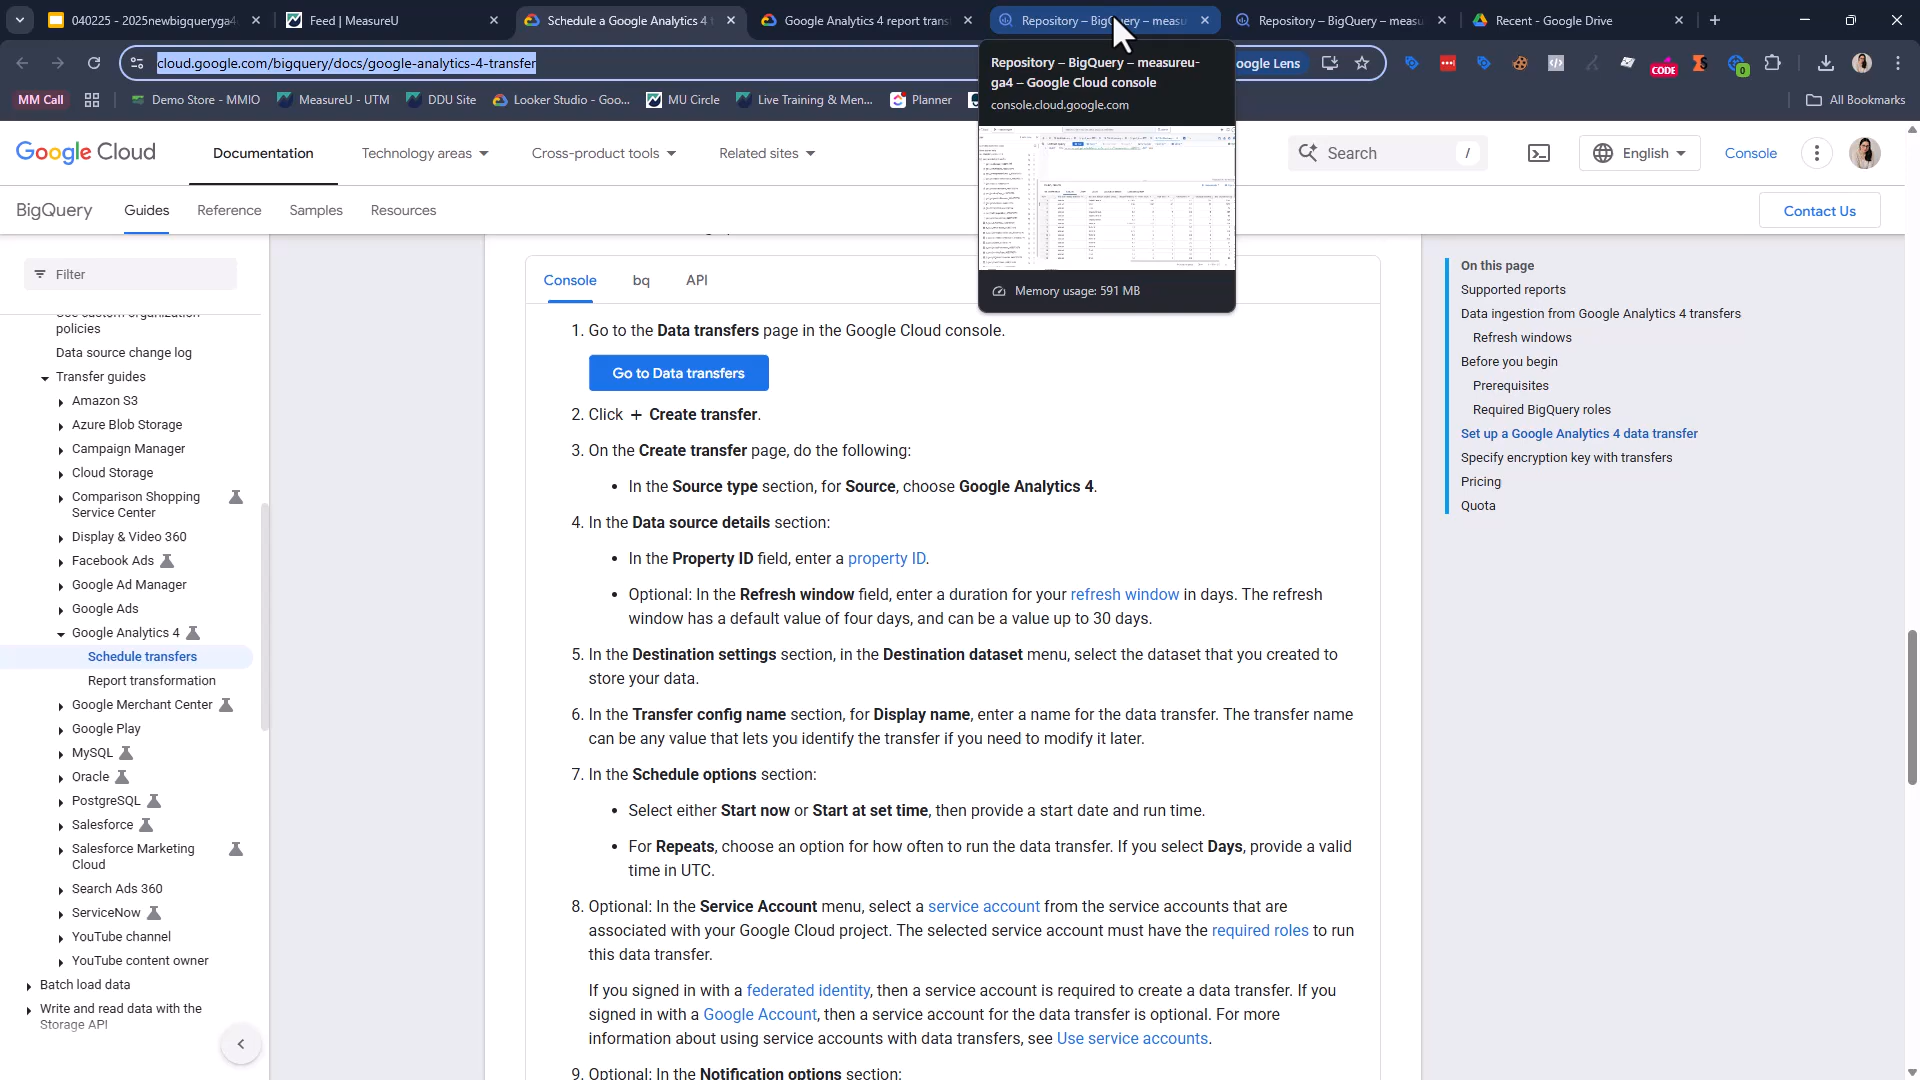 040225 - 2025newbigqueryga4
Feed | MeasureU
Schedule a Google Analytics 4 t
Google Analytics 4 report trans
Repository – BigQuery – measu
Repository – BigQuery – measu
Recent - Google Drive
cloud.google.com/bigquery/docs/google-analytics-4-transfer
oogle Lens
CODE
0
MM Call
Demo Store - MMIO
MeasureU - UTM
DDU Site
Looker Studio - Goo...
MU Circle
Live Training & Men...
Planner
All Bookmarks
Repository – BigQuery – measureu-
ga4 – Google Cloud console
console.cloud.google.com
Memory usage: 591 MB
Google Cloud
Documentation
Technology areas
Cross-product tools
Related sites
Search
/
English
Console
BigQuery
Guides
Reference
Samples
Resources
Contact Us
Filter
policies
Data source change log
Transfer guides
Amazon S3
Azure Blob Storage
Campaign Manager
Cloud Storage
Comparison Shopping
Service Center
Display & Video 360
Facebook Ads
Google Ad Manager
Google Ads
Google Analytics 4
Schedule transfers
Report transformation
Google Merchant Center
Google Play
MySQL
Oracle
PostgreSQL
Salesforce
Salesforce Marketing
Cloud
Search Ads 360
ServiceNow
YouTube channel
YouTube content owner
Batch load data
Write and read data with the
Storage API
Console
bq
API
1. Go to the Data transfers page in the Google Cloud console.
Go to Data transfers
2. Click + Create transfer.
3. On the Create transfer page, do the following:
• In the Source type section, for Source, choose Google Analytics 4.
4. In the Data source details section:
• In the Property ID field, enter a property ID.
• Optional: In the Refresh window field, enter a duration for your refresh window in days. The refresh
window has a default value of four days, and can be a value up to 30 days.
5. In the Destination settings section, in the Destination dataset menu, select the dataset that you created to
store your data.
6. In the Transfer config name section, for Display name, enter a name for the data transfer. The transfer name
can be any value that lets you identify the transfer if you need to modify it later.
7. In the Schedule options section:
• Select either Start now or Start at set time, then provide a start date and run time.
• For Repeats, choose an option for how often to run the data transfer. If you select Days, provide a valid
time in UTC.
8. Optional: In the Service Account menu, select a service account from the service accounts that are
associated with your Google Cloud project. The selected service account must have the required roles to run
this data transfer.
If you signed in with a federated identity, then a service account is required to create a data transfer. If you
signed in with a Google Account, then a service account for the data transfer is optional. For more
information about using service accounts with data transfers, see Use service accounts.
9. Optional: In the Notification options section:
On this page
Supported reports
Data ingestion from Google Analytics 4 transfers
Refresh windows
Before you begin
Prerequisites
Required BigQuery roles
Set up a Google Analytics 4 data transfer
Specify encryption key with transfers
Pricing
Quota